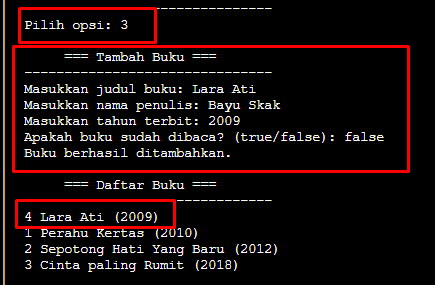 -------------------------------
Pilih opsi: 3
=== Tambah Buku ===
-------------------------------
Masukkan judul buku: Lara Ati
Masukkan nama penulis: Bayu Skak
Masukkan tahun terbit: 2009
Apakah buku sudah dibaca? (true/false): false
Buku berhasil ditambahkan.
=== Daftar Buku ===
-------------------------------
4 Lara Ati (2009)
1 Perahu Kertas (2010)
2 Sepotong Hati Yang Baru (2012)
3 Cinta paling Rumit (2018)